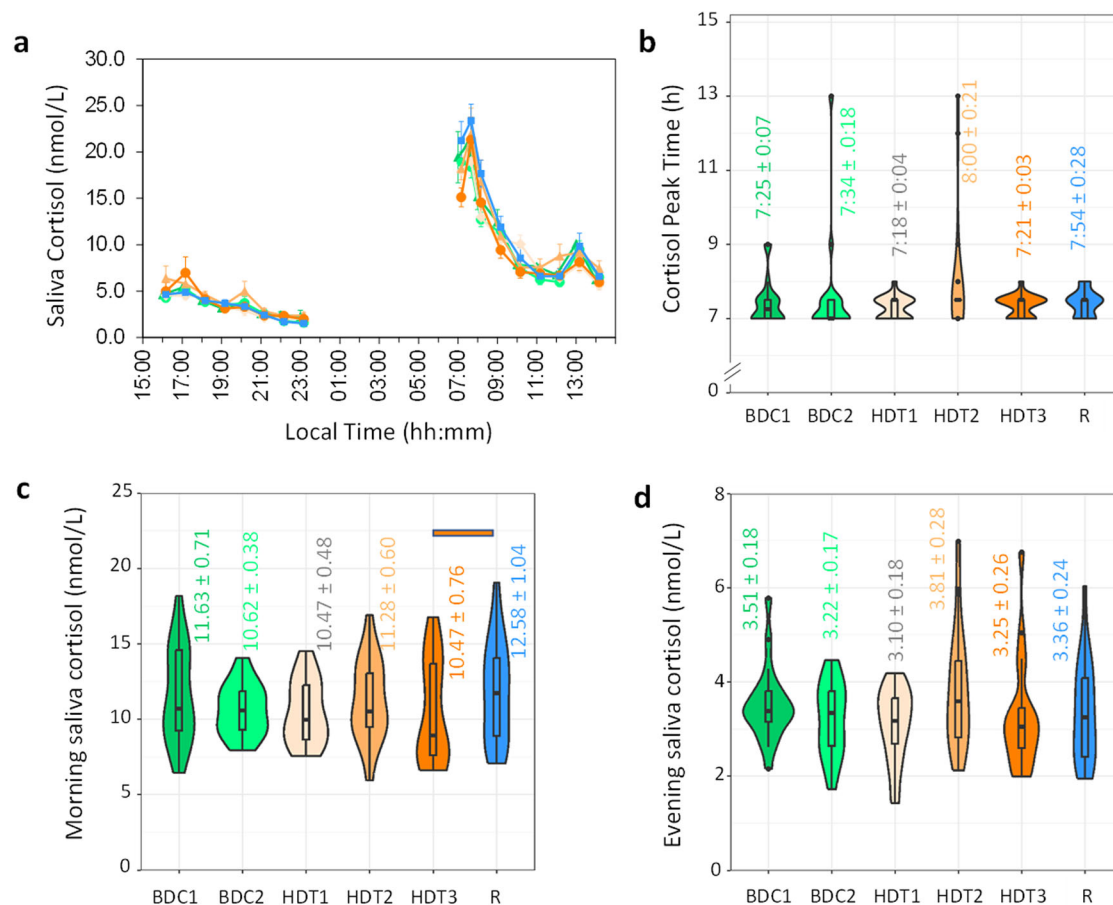 a
Saliva Cortisol (nmol/L)
30.0
25.0
20.0
15.0
10.0
5.0
0.0
15:00
17:00
19:00
21:00
23:00
01:00
03:00
05:00
07:00
09:00
11:00
13:00
Local Time (hh:mm)
b
Cortisol Peak Time (h)
15
13
11
9
7
0
7:25 ± 0:07
7:34 ± .0:18
7:18 ± 0:04
8:00 ± 0:21
7:21 ± 0:03
7:54 ± 0:28
BDC1 BDC2 HDT1 HDT2 HDT3 R
c
Morning saliva cortisol (nmol/L)
25
20
15
10
5
0
11.63 ± 0.71
10.62 ± .0.38
10.47 ± 0.48
11.28 ± 0.60
10.47 ± 0.76
12.58 ± 1.04
BDC1 BDC2 HDT1 HDT2 HDT3 R
d
Evening saliva cortisol (nmol/L)
8
6
4
2
0
3.51 ± 0.18
3.22 ± .0.17
3.10 ± 0.18
3.81 ± 0.28
3.25 ± 0.26
3.36 ± 0.24
BDC1 BDC2 HDT1 HDT2 HDT3 R